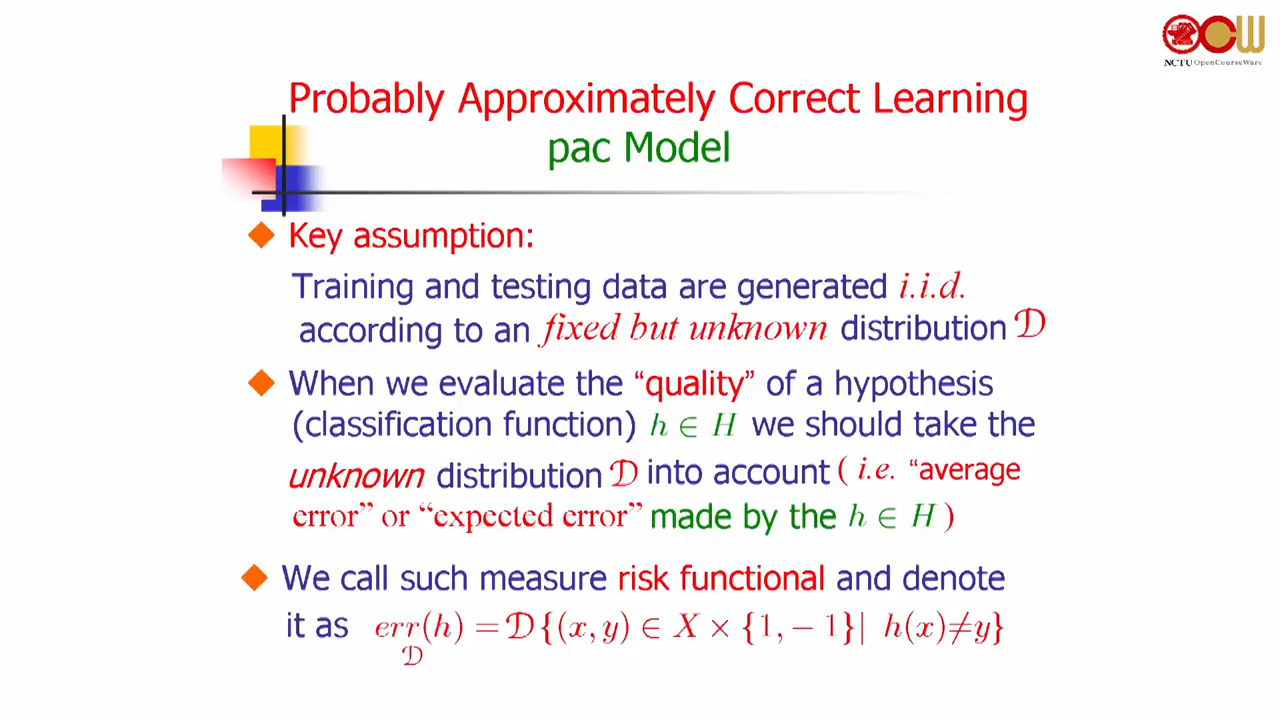 NCTU OpenCourseWare
Probably Approximately Correct Learning
pac Model
Key assumption:
Training and testing data are generated i.i.d.
according to an fixed but unknown distribution 𝒟
When we evaluate the “quality” of a hypothesis
(classification function) h ∈ H we should take the
unknown distribution 𝒟 into account ( i.e. “average
error” or “expected error” made by the h ∈ H )
We call such measure risk functional and denote
it as err(h) = 𝒟{(x, y) ∈ X × {1, − 1}| h(x)≠y}
𝒟